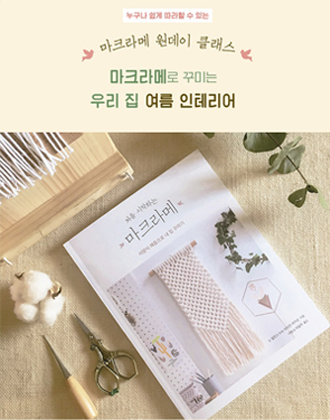 누구나 쉽게 따라할 수 있는
마크라메 원데이 클래스
마크라메로 꾸미는
우리 집 여름 인테리어
처음 시작하는
마크라메